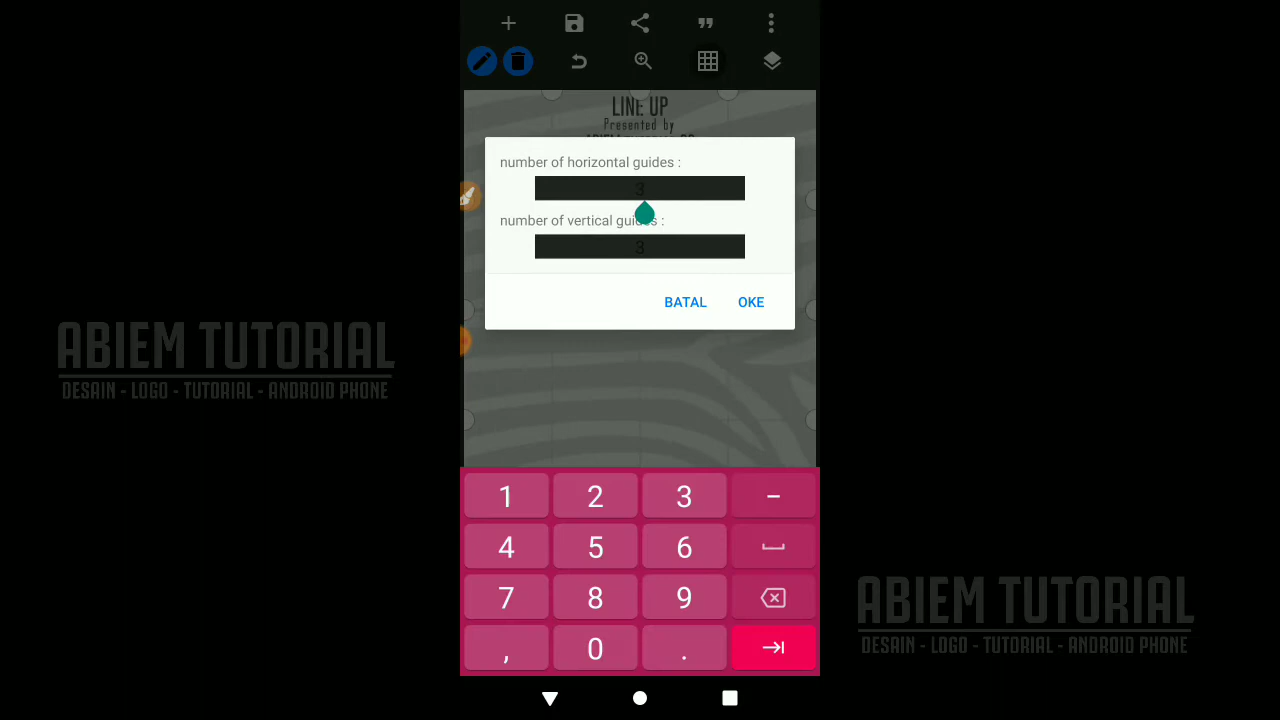 LINE UP
Presented by
number of horizontal guides :
3
number of vertical guides :
3
BATAL OKE
ABIEM TUTORIAL
DESAIN - LOGO - TUTORIAL - ANDROID PHONE
1 2 3 -
4 5 6
7 8 9
, 0 .
ABIEM TUTORIAL
DESAIN - LOGO - TUTORIAL - ANDROID PHONE